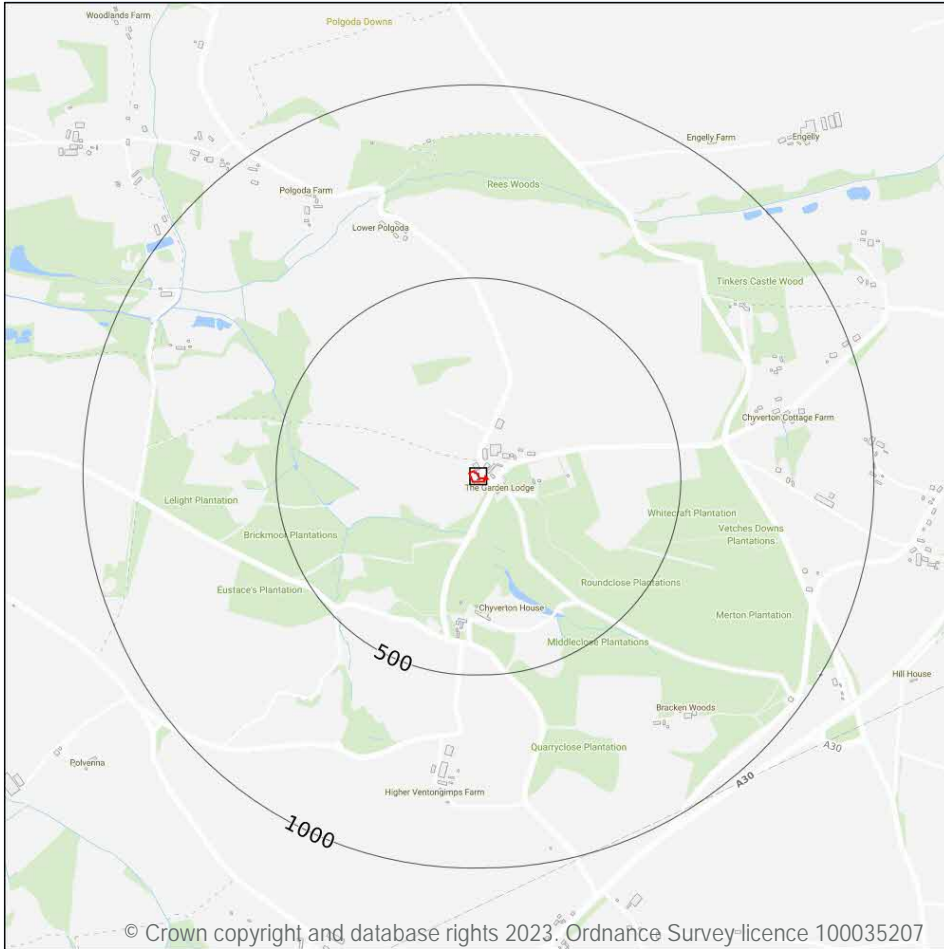 Woodlands Farm
Polgoda Downs
Engelly Farm
Engelly
Polgoda Farm
Rees Woods
Lower Polgoda
Tinkers Castle Wood
Chyverton Cottage Farm
The Garden Lodge
Lelight Plantation
Whitecraft Plantation
Vetches Downs
Plantations
Brickmoor Plantations
Eustace's Plantation
Roundclose Plantations
Chyverton House
Merton Plantation
Middleclose Plantations
500
Hill House
Bracken Woods
Quarryclose Plantation
A30
Polvenna
A30
Higher Ventongimps Farm
1000
© Crown copyright and database rights 2023. Ordnance Survey licence 100035207